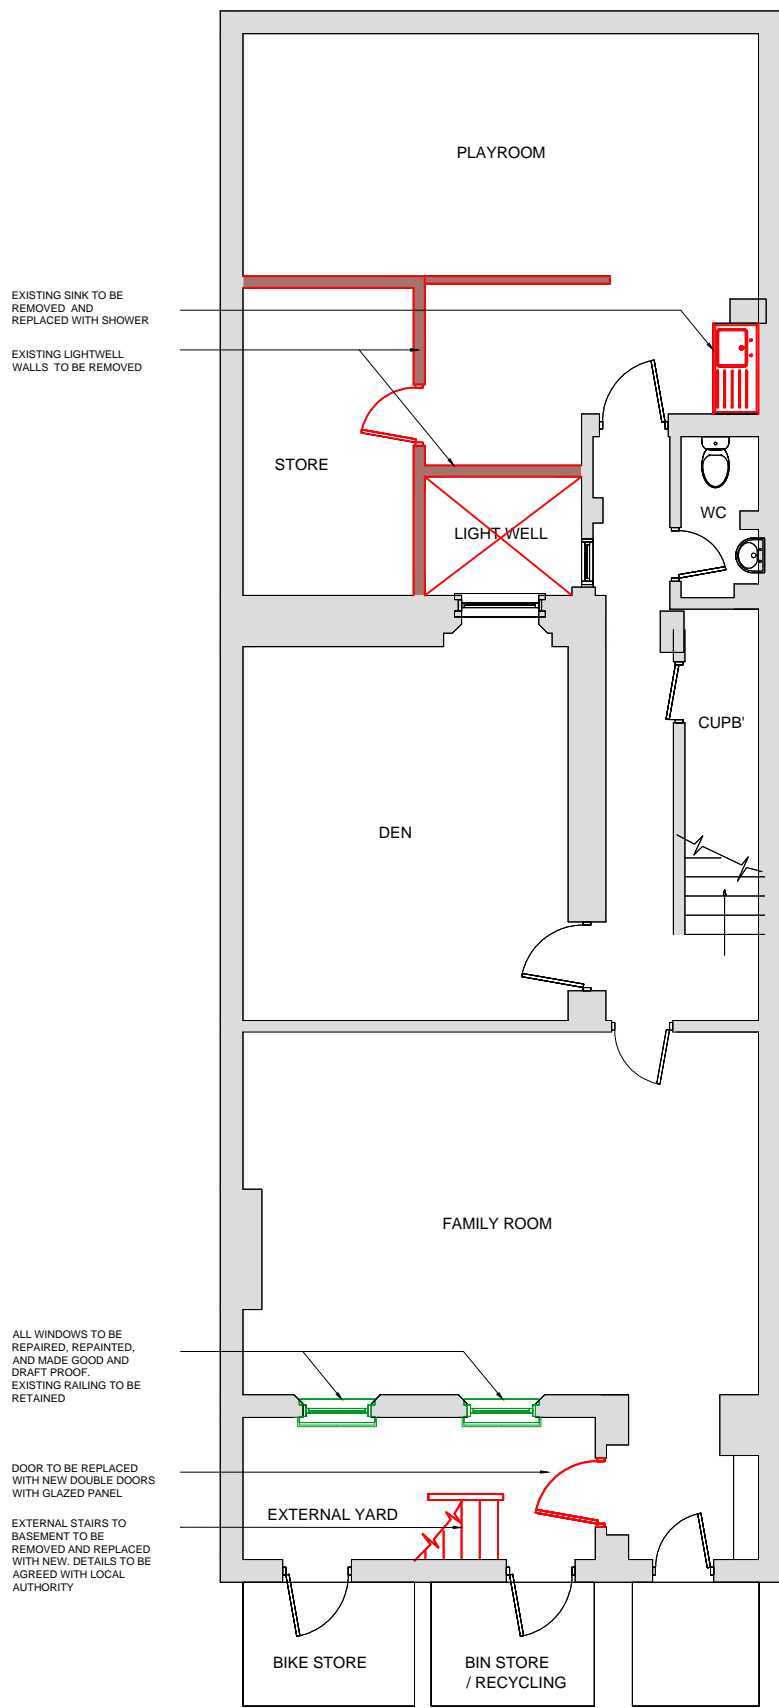 PLAYROOM
EXISTING SINK TO BE
REMOVED AND
REPLACED WITH SHOWER
EXISTING LIGHTWELL
WALLS TO BE REMOVED
STORE
WC
LIGHT WELL
CUPB'
DEN
FAMILY ROOM
ALL WINDOWS TO BE
REPAIRED, REPAINTED,
AND MADE GOOD AND
DRAFT PROOF.
EXISTING RAILING TO BE
RETAINED
DOOR TO BE REPLACED
WITH NEW DOUBLE DOORS
WITH GLAZED PANEL
EXTERNAL YARD
EXTERNAL STAIRS TO
BASEMENT TO BE
REMOVED AND REPLACED
WITH NEW. DETAILS TO BE
AGREED WITH LOCAL
AUTHORITY
BIKE STORE
BIN STORE
/ RECYCLING